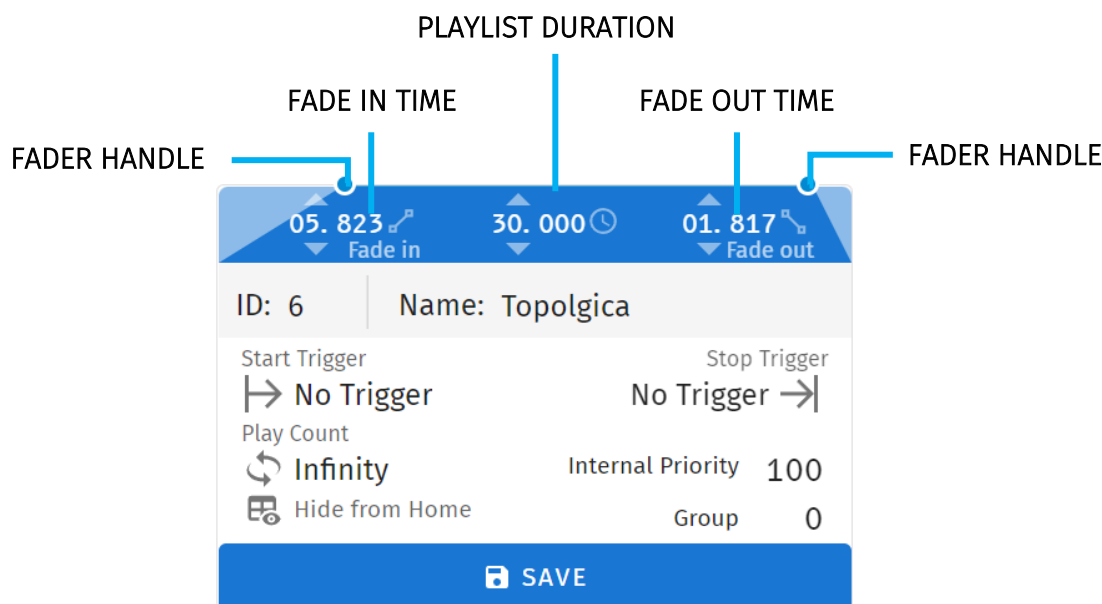 PLAYLIST DURATION
FADE IN TIME
FADE OUT TIME
FADER HANDLE
FADER HANDLE
05. 823
30. 000
01. 817
Fade in
Fade out
ID: 6
Name: Topolgica
Start Trigger
Stop Trigger
No Trigger
No Trigger
Play Count
Infinity
Internal Priority 100
Hide from Home
Group 0
SAVE